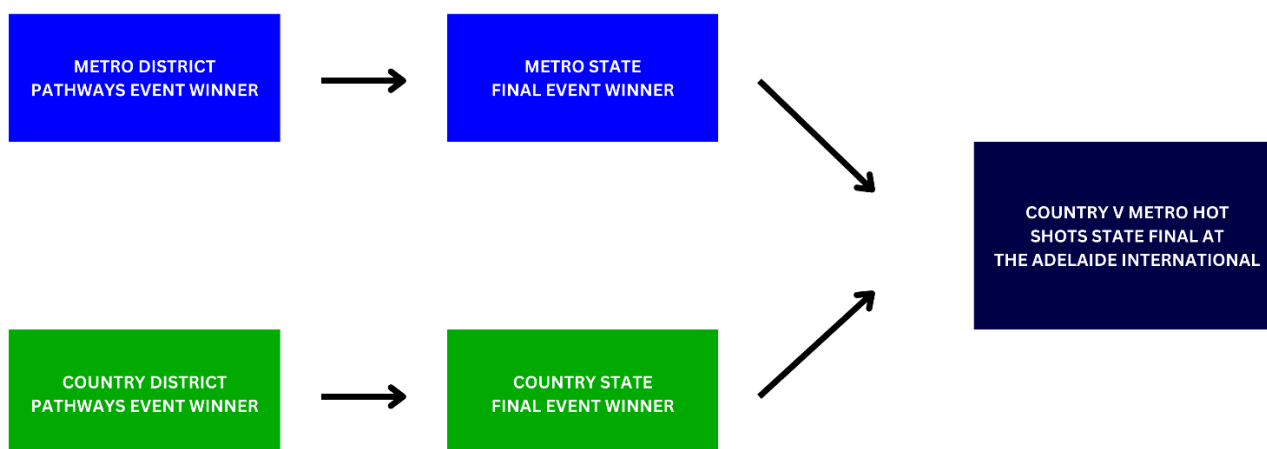 METRO DISTRICT
PATHWAYS EVENT WINNER
METRO STATE
FINAL EVENT WINNER
COUNTRY V METRO HOT
SHOTS STATE FINAL AT
THE ADELAIDE INTERNATIONAL
COUNTRY DISTRICT
PATHWAYS EVENT WINNER
COUNTRY STATE
FINAL EVENT WINNER